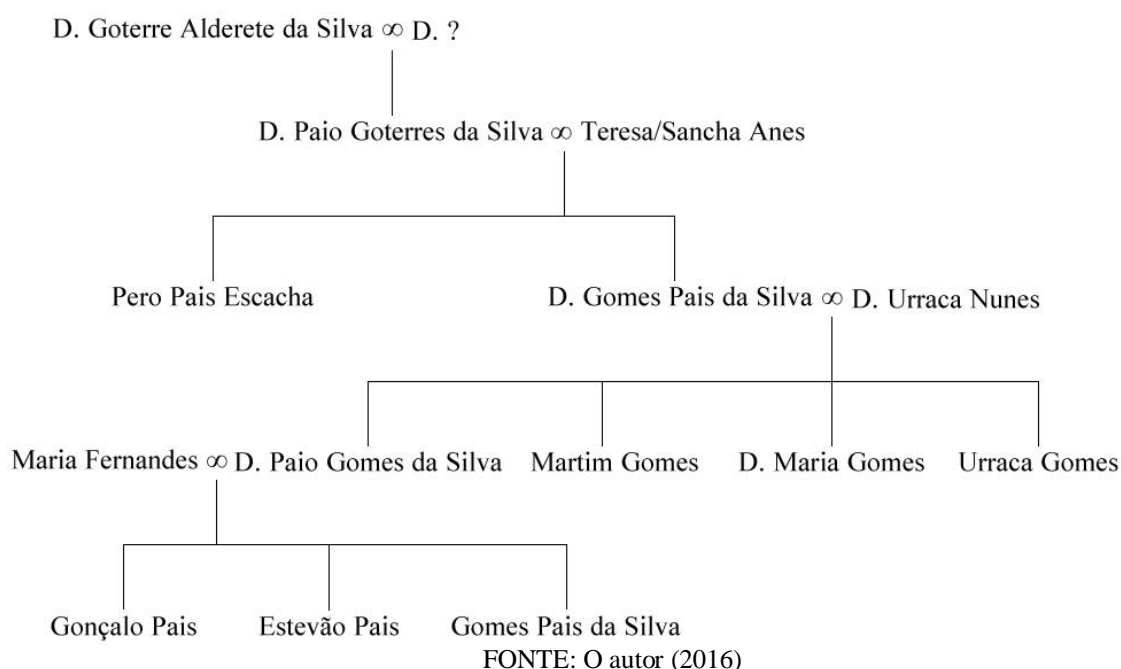 D. Goterre Alderete da Silva ∞ D. ?
D. Paio Goterres da Silva ∞ Teresa/Sancha Anes
Pero Pais Escacha
D. Gomes Pais da Silva ∞ D. Urraca Nunes
Maria Fernandes ∞ D. Paio Gomes da Silva
Martim Gomes
D. Maria Gomes
Urraca Gomes
Gonçalo Pais
Estevão Pais
Gomes Pais da Silva
FONTE: O autor (2016)